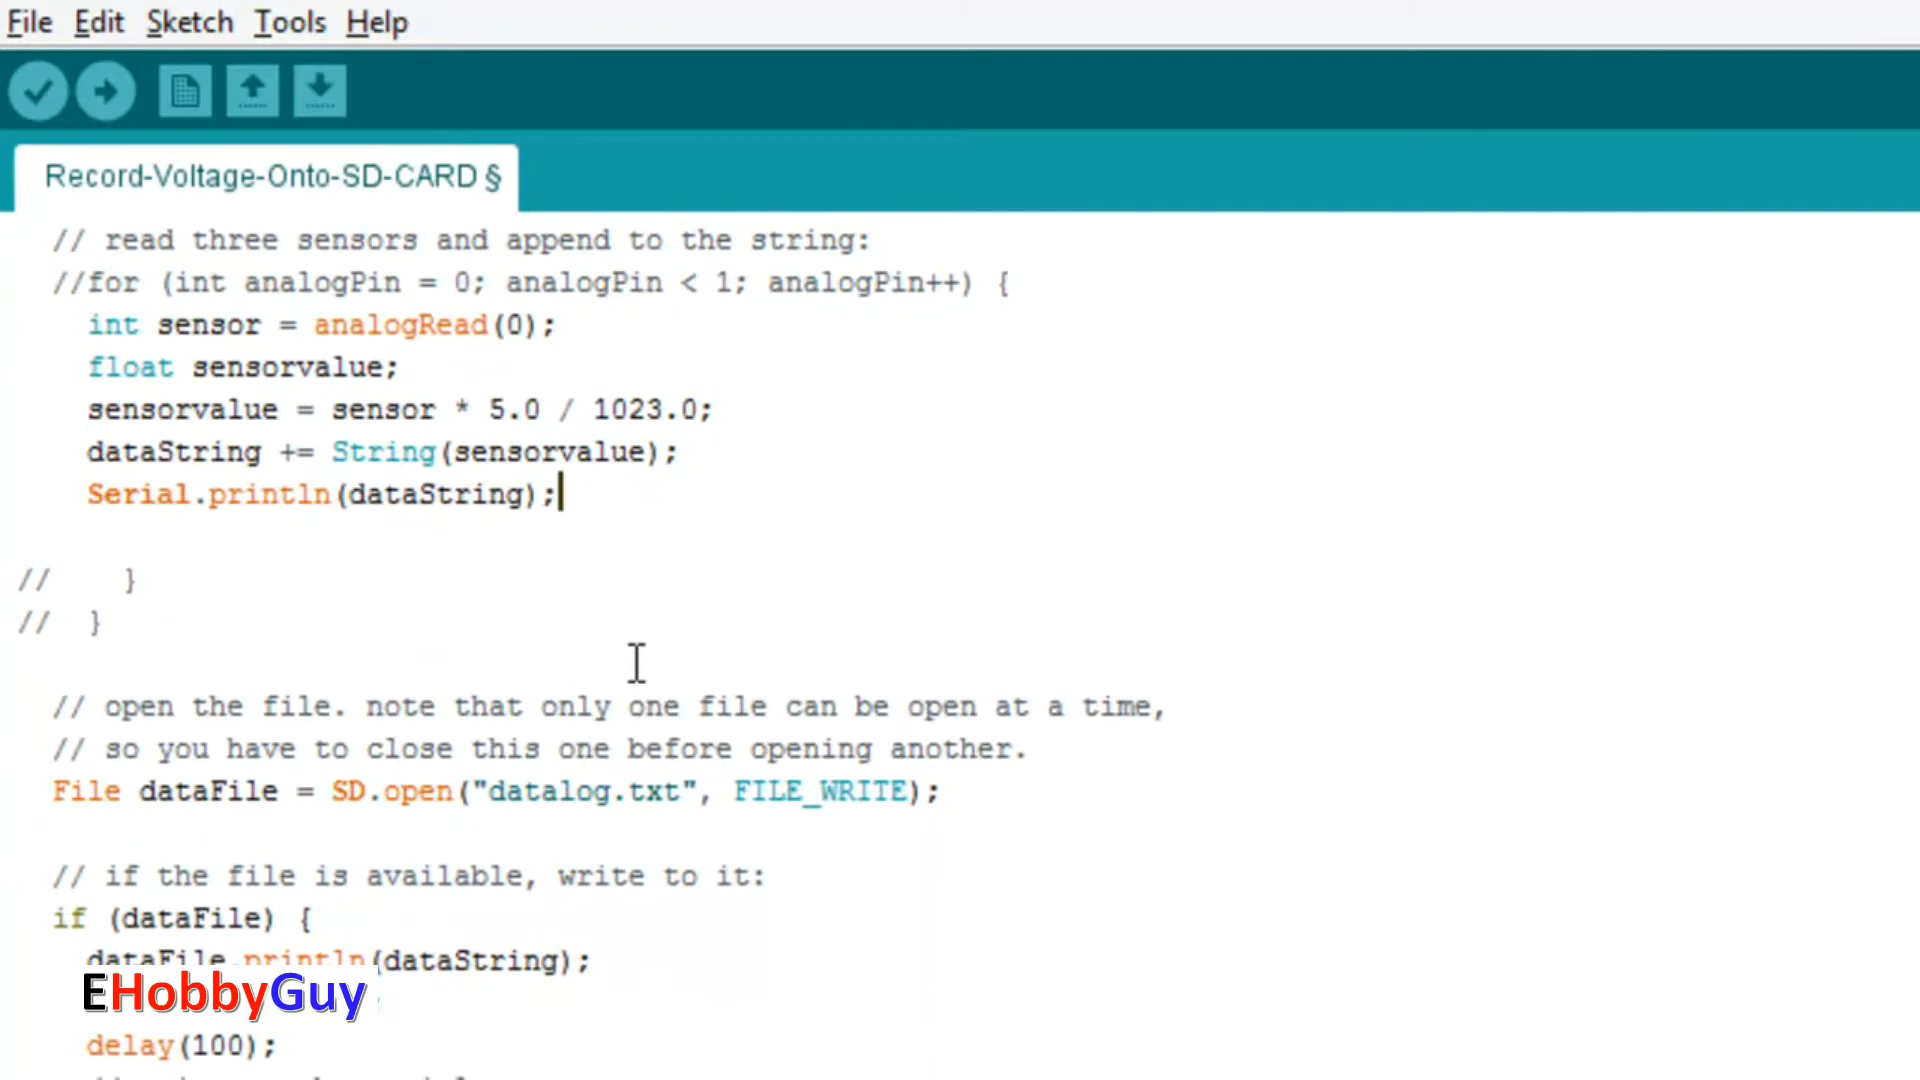 File Edit Sketch Tools Help
Record-Voltage-Onto-SD-CARD §
// read three sensors and append to the string:
//for (int analogPin = 0; analogPin < 1; analogPin++) {
int sensor = analogRead(0);
float sensorvalue;
sensorvalue = sensor * 5.0 / 1023.0;
dataString += String(sensorvalue);
Serial.println(dataString);
//    }
//  }
// open the file. note that only one file can be open at a time,
// so you have to close this one before opening another.
File dataFile = SD.open("datalog.txt", FILE_WRITE);
// if the file is available, write to it:
if (dataFile) {
dataFile.println(dataString);
EHobbyGuy
delay(100);